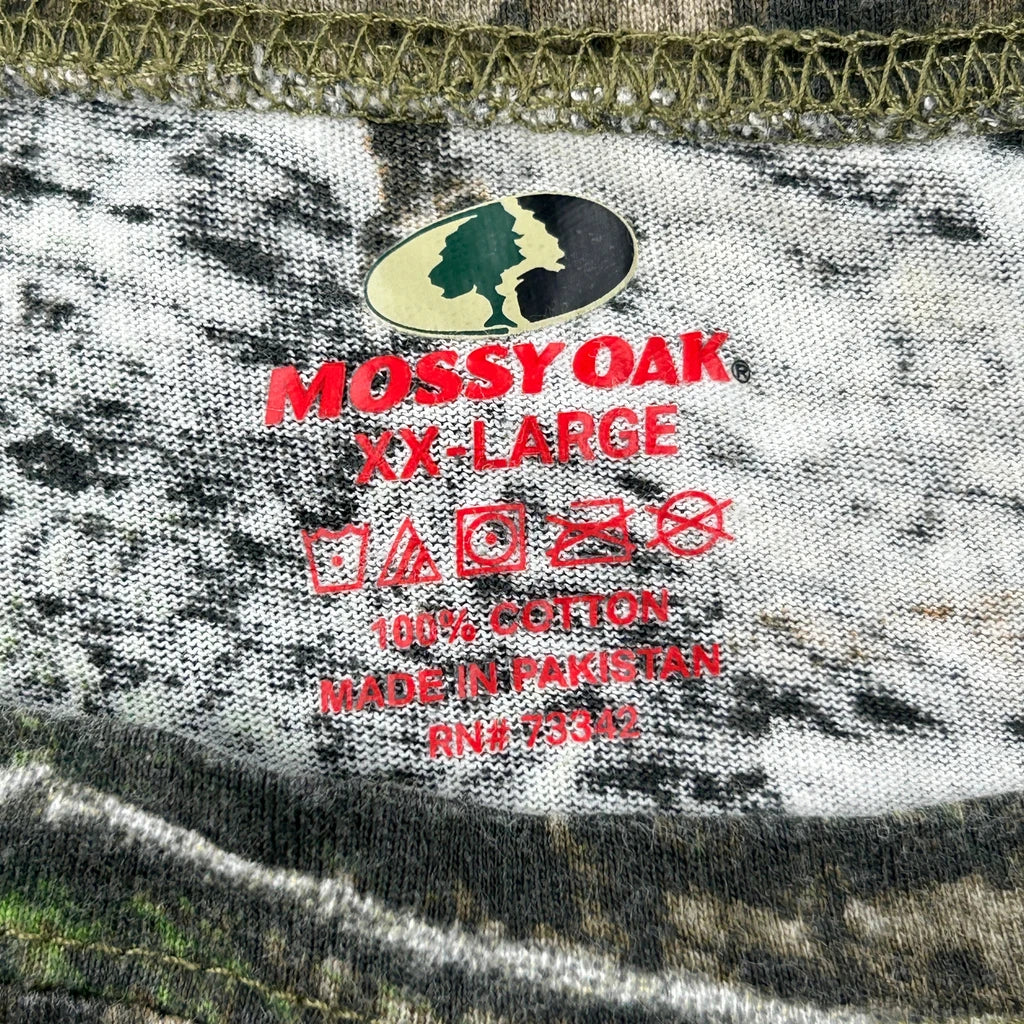 MOSSY OAK®
XX-LARGE
100% COTTON
MADE IN PAKISTAN
RN# 73342